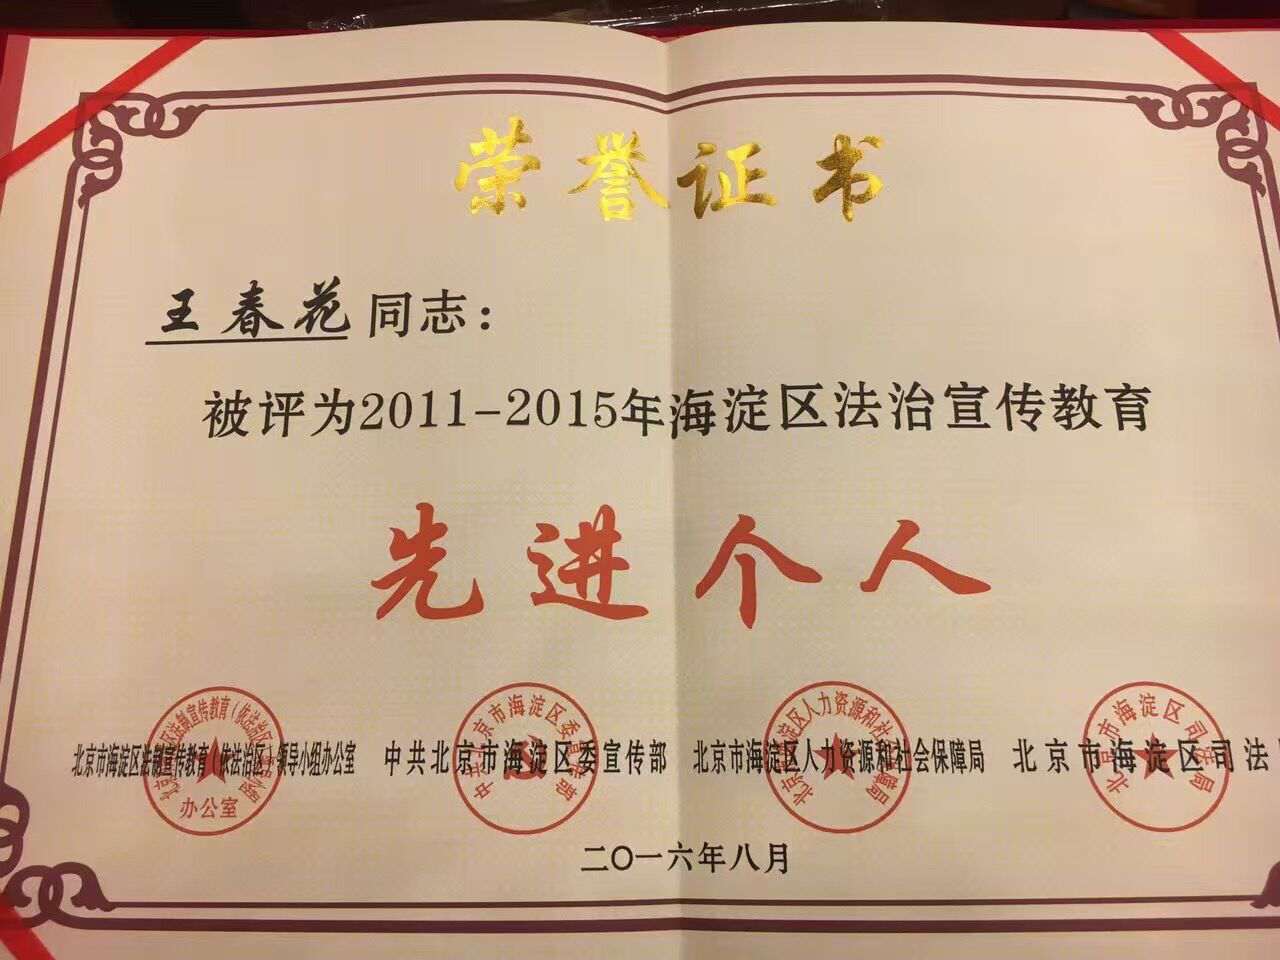 荣誉证书
王春花同志：
被评为2011-2015年海淀区法治宣传教育
先进个人
北京市海淀区法制宣传教育（依法治区）领导小组办公室 中共北京市海淀区委宣传部 北京市海淀区人力资源和社会保障局 北京市海淀区司法
办公室
二〇一六年八月